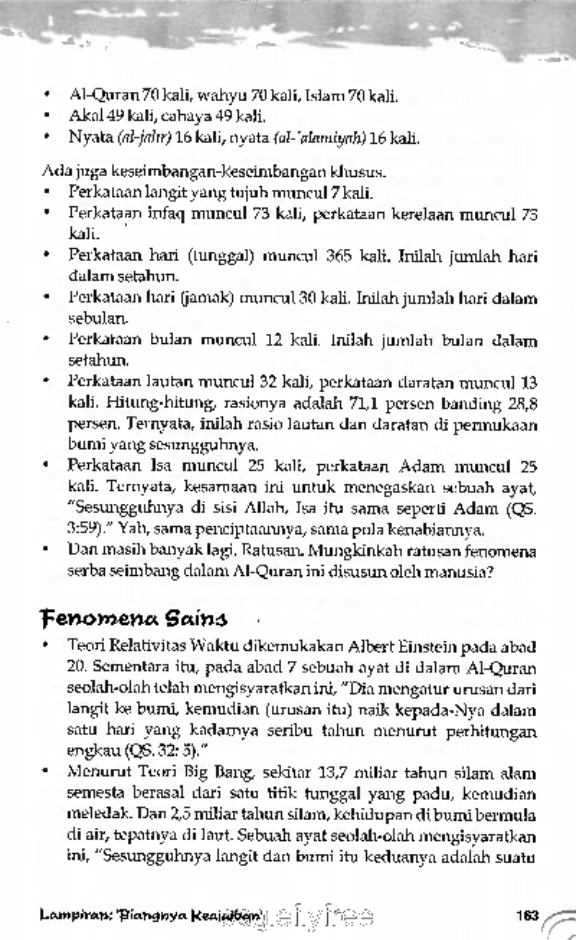 • Al-Quran 70 kali, wahyu 70 kali, Islam 70 kali.
• Akal 49 kali, cahaya 49 kali.
• Nyata (al-jahr) 16 kali, nyata (al-'alamiyah) 16 kali.
Ada juga keseimbangan-keseimbangan khusus.
• Perkataan langit yang tujuh muncul 7 kali.
• Perkataan infaq muncul 73 kali, perkataan kerelaan muncul 73
kali.
• Perkataan hari (tunggal) muncul 365 kali. Inilah jumlah hari
dalam setahun.
• Perkataan hari (jamak) muncul 30 kali. Inilah jumlah hari dalam
sebulan.
• Perkataan bulan muncul 12 kali. Inilah jumlah bulan dalam
setahun.
• Perkataan lautan muncul 32 kali, perkataan daratan muncul 13
kali. Hitung-hitung, rasionya adalah 71,1 persen banding 28,8
persen. Ternyata, inilah rasio lautan dan daratan di permukaan
bumi yang sesungguhnya.
• Perkataan Isa muncul 25 kali, perkataan Adam muncul 25
kali. Ternyata, kesamaan ini untuk menegaskan sebuah ayat,
"Sesungguhnya di sisi Allah, Isa itu sama seperti Adam (QS.
3:59)." Yah, sama penciptaannya, sama pula kenabiannya.
• Dan masih banyak lagi. Ratusan. Mungkinkah ratusan fenomena
serba seimbang dalam Al-Quran ini disusun oleh manusia?
Fenomena Sains
• Teori Relativitas Waktu dikemukakan Albert Einstein pada abad
20. Sementara itu, pada abad 7 sebuah ayat di dalam Al-Quran
seolah-olah telah mengisyaratkan ini, "Dia mengatur urusan dari
langit ke bumi, kemudian (urusan itu) naik kepada-Nya dalam
satu hari yang kadarnya seribu tahun menurut perhitungan
engkau (QS. 32: 5)."
• Menurut Teori Big Bang, sekitar 13,7 miliar tahun silam alam
semesta berasal dari satu titik tunggal yang padu, kemudian
meledak. Dan 2,5 miliar tahun silam, kehidupan di bumi bermula
di air, tepatnya di laut. Sebuah ayat seolah-olah mengisyaratkan
ini, "Sesungguhnya langit dan bumi itu keduanya adalah suatu
Lampiran: 'Biangnya Keajaiban' 163